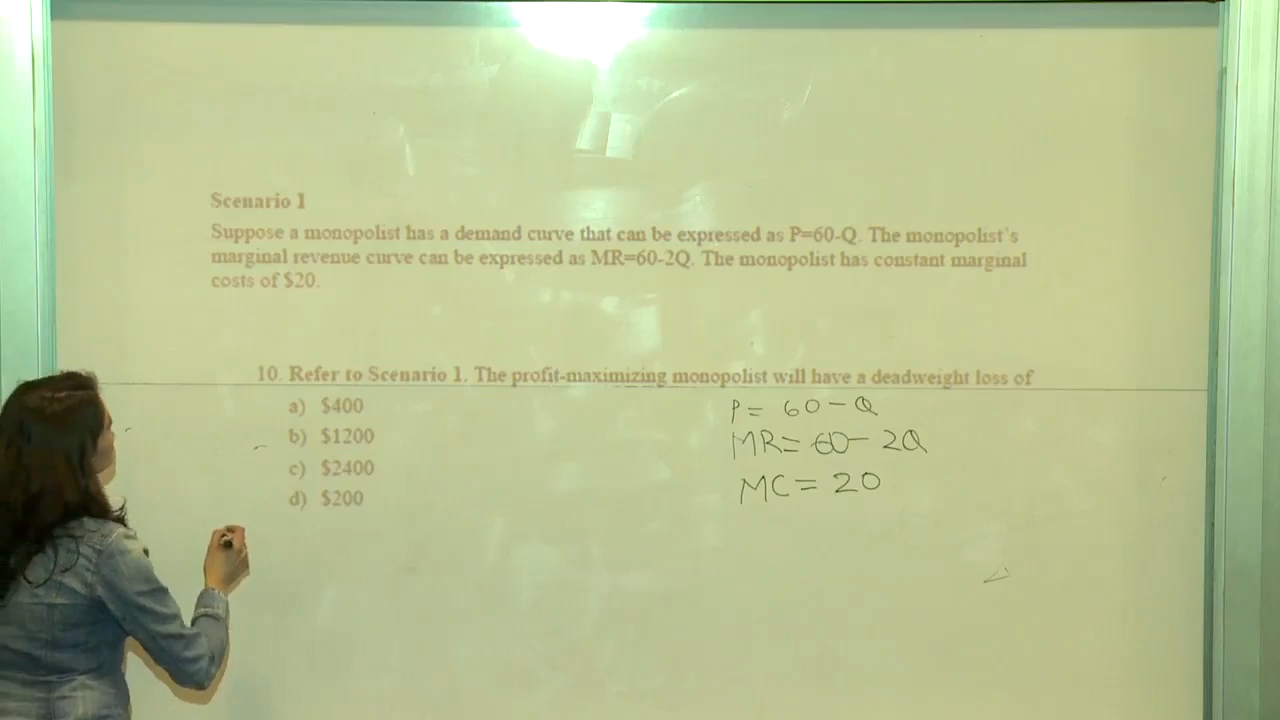 Scenario 1
Suppose a monopolist has a demand curve that can be expressed as P=60-Q. The monopolist's
marginal revenue curve can be expressed as MR=60-2Q. The monopolist has constant marginal
costs of $20.
10. Refer to Scenario 1. The profit-maximizing monopolist will have a deadweight loss of
a) $400
b) $1200
c) $2400
d) $200
P = 60 - Q
MR = 60 - 2Q
MC = 20